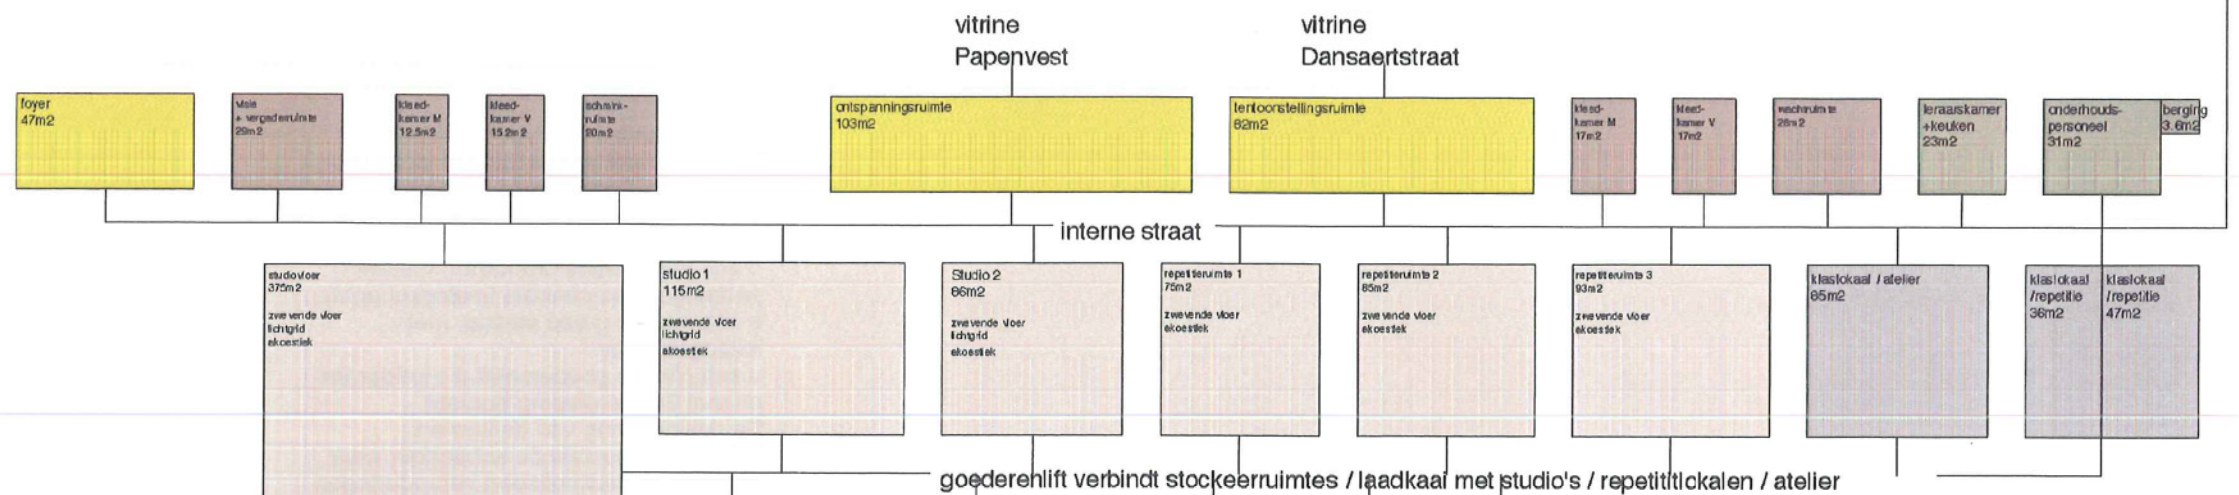 vitrine
Papenvest
vitrine
Dansaertstraat
foyer
47m2
visie
+ vergaderruimte
29m2
kleed-
kamer M
12.5m2
kleed-
kamer V
15.2m2
schmink-
ruimte
20m2
ontspanningsruimte
103m2
tentoonstellingsruimte
82m2
kleed-
kamer M
17m2
kleed-
kamer V
17m2
wachtruimte
26m2
leraarskamer
+keuken
23m2
onderhouds-
personeel
31m2
berging
3.6m2
interne straat
studiovloer
375m2
zwevende vloer
lichtgrid
akoestiek
studio 1
115m2
zwevende vloer
lichtgrid
akoestiek
Studio 2
86m2
zwevende vloer
lichtgrid
akoestiek
repetitieruimte 1
75m2
zwevende vloer
akoestiek
repetitieruimte 2
85m2
zwevende vloer
akoestiek
repetitieruimte 3
93m2
zwevende vloer
akoestiek
klaslokaal / atelier
85m2
klaslokaal
/repetitie
36m2
klaslokaal
/repetitie
47m2
goederenlift verbindt stockeerruimtes / laadkaai met studio's / repetititlokalen / atelier